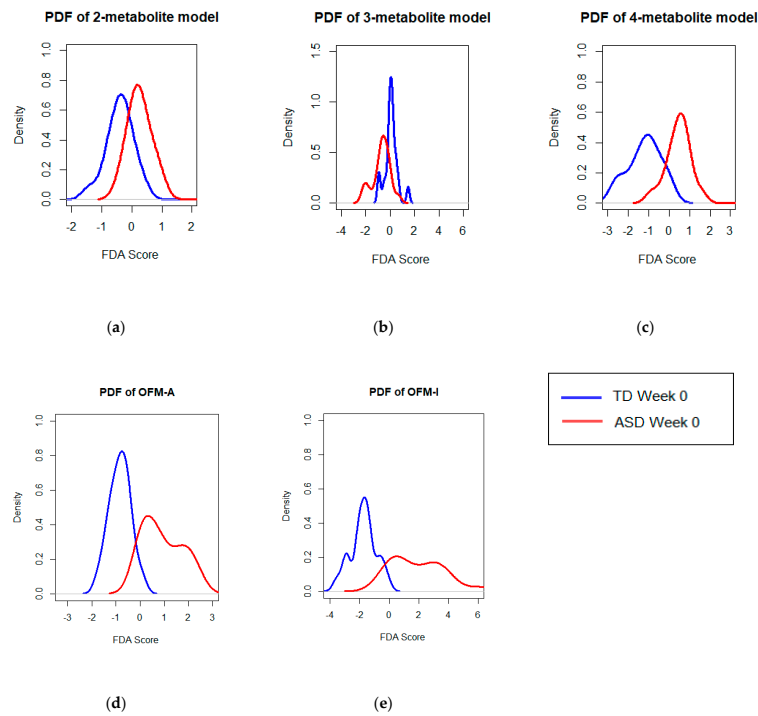 PDF of 2-metabolite model
PDF of 3-metabolite model
PDF of 4-metabolite model
Density
0.0 0.2 0.4 0.6 0.8 1.0
-2 -1 0 1 2
FDA Score
Density
0.0 0.5 1.0 1.5
-4 -2 0 2 4 6
FDA Score
Density
0.0 0.2 0.4 0.6 0.8 1.0
-3 -2 -1 0 1 2 3
FDA Score
(a)
(b)
(c)
PDF of OFM-A
PDF of OFM-I
Density
0.0 0.2 0.4 0.6 0.8 1.0
-3 -2 -1 0 1 2 3
FDA Score
Density
0.0 0.2 0.4 0.6 0.8 1.0
-4 -2 0 2 4 6
FDA Score
TD Week 0
ASD Week 0
(d)
(e)